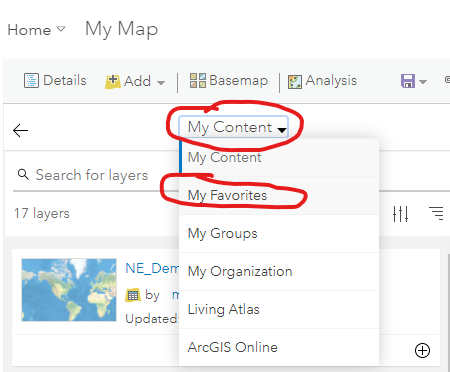 Home My Map
Details Add Basemap Analysis
My Content
My Content
Search for layers
My Favorites
17 layers
My Groups
NE_Dem
My Organization
by m
Living Atlas
Updated
ArcGIS Online